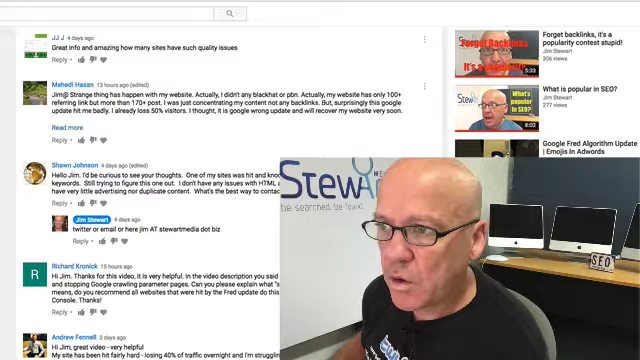 JJ J 4 days ago
Great info and amazing how many sites have such quality issues
Reply
Mehedi Hasan 13 hours ago (edited)
Jim@ Strange thing has happen with my website. Actually, I didn't any blackhat or pbn. Actually, my website has only 100+
referring link but more than 170+ post. I was just concentrating my content not any backlinks. But, surprisingly this google
update hit me badly. I already loss 50% visitors. I thought, it is google wrong update and will recover my website very soon.
Read more
Reply
Shawn Johnson 4 days ago (edited)
Hello Jim. I'd be curious to see your thoughts. One of my sites was hit and knoc
keywords. Still trying to figure this one out. I don't have any issues with HTML a
have very little advertising nor duplicate content. What's the best way to contac
Reply
Jim Stewart 4 days ago
twitter or email or here jim AT stewartmedia dot biz
Reply
Richard Kronick 15 hours ago
Hi Jim. Thanks for this video, it is very helpful. In the video description you said
and stopping Google crawling parameter pages. Can you please explain what "s
means, do you recommend all websites that were hit by the Fred update do this
Console. Thanks!
Reply
Andrew Fennell 3 days ago
Hi Jim, great video - very helpful
My site has been hit fairly hard - losing 40% of traffic overnight and I'm struggling
Forget Backlinks
It's a
5:33
Forget backlinks, it's a
popularity contest stupid!
Jim Stewart
306 views
What's
popular
in SEO?
8:02
What is popular in SEO?
Jim Stewart
277 views
Google Fred Algorithm Update
| Emojis In Adwords
STEWA
ME
be searched. be found.
SEO